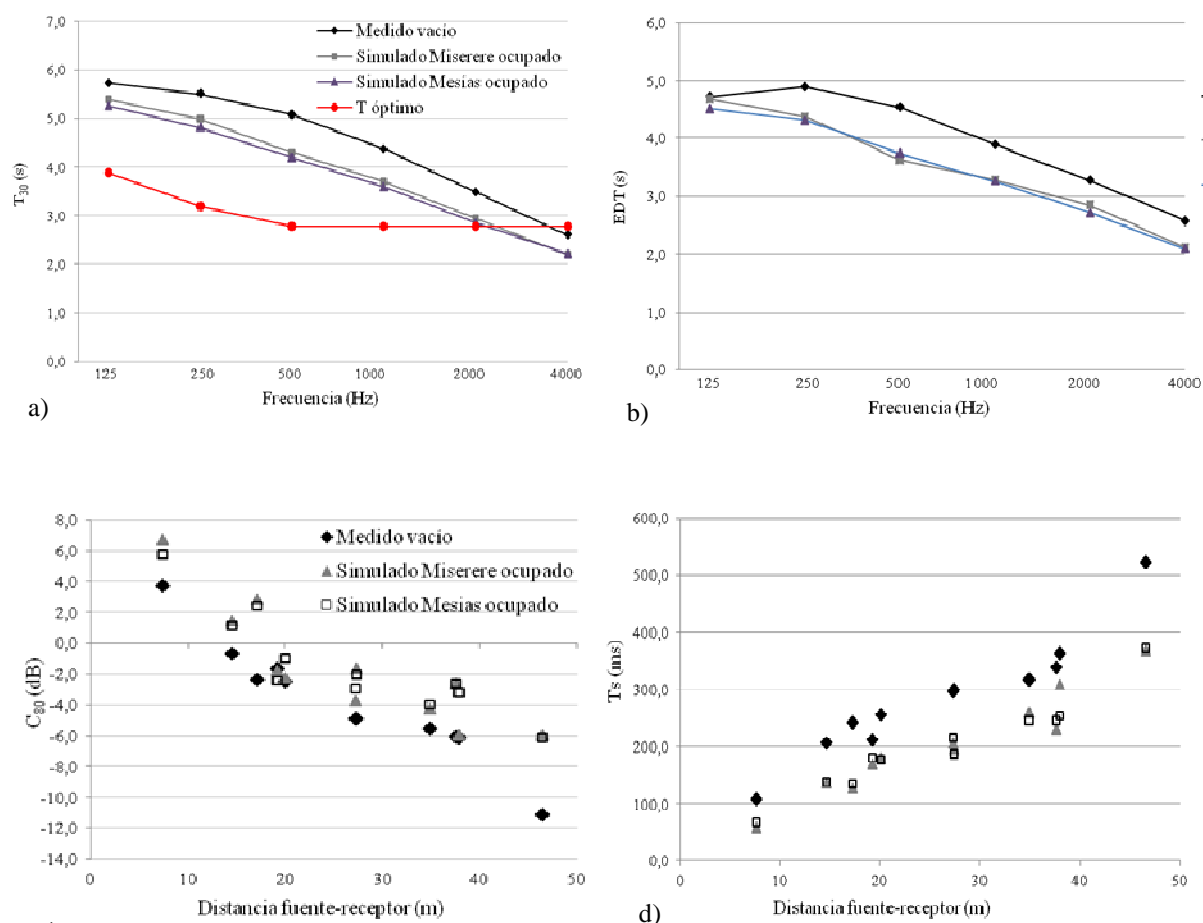 7,0
6,0
5,0
4,0
3,0
2,0
1,0
0,0
T30 (s)
Medido vacío
Simulado Miserere ocupado
Simulado Mesías ocupado
T óptimo
125 250 500 1000 2000 4000
Frecuencia (Hz)
a)
6,0
5,0
4,0
3,0
2,0
1,0
0,0
EDT (s)
125 250 500 1000 2000 4000
Frecuencia (Hz)
b)
8,0
6,0
4,0
2,0
0,0
-2,0
-4,0
-6,0
-8,0
-10,0
-12,0
-14,0
C80 (dB)
Medido vacío
Simulado Miserere ocupado
Simulado Mesías ocupado
0 10 20 30 40 50
Distancia fuente-receptor (m)
600,0
500,0
400,0
300,0
200,0
100,0
0,0
Ts (ms)
0 10 20 30 40 50
Distancia fuente-receptor (m)
d)